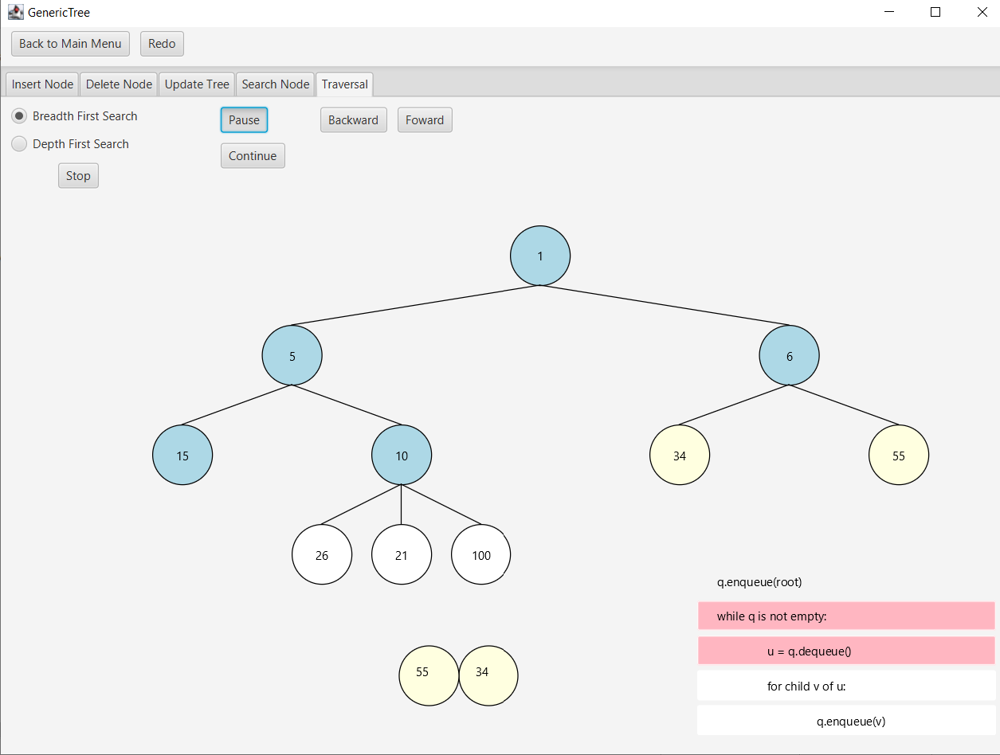 GenericTree
Back to Main Menu Redo
Insert Node Delete Node Update Tree Search Node Traversal
Breadth First Search Pause Backward Foward
Depth First Search Continue
Stop
1
5 6
15 10 34 55
26 21 100
q.enqueue(root)
while q is not empty:
u = q.dequeue()
55 34
for child v of u:
q.enqueue(v)